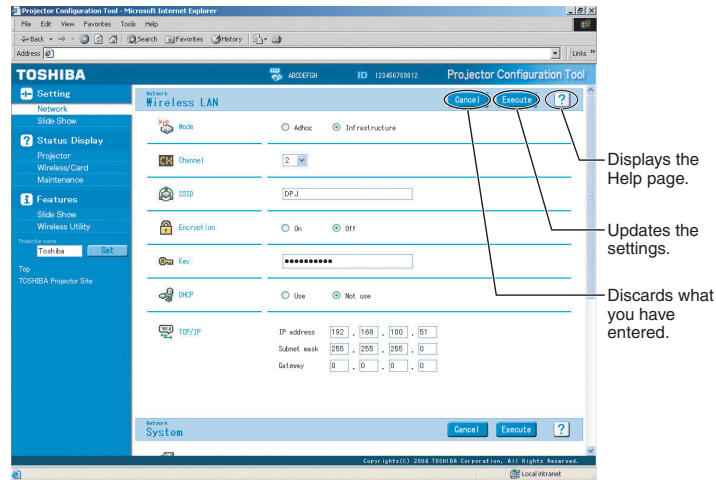 Projector Configuration Tool - Microsoft Internet Explorer
File Edit View Favorites Tools Help
Back Search Favorites History
Address Links »
TOSHIBA ABCDEFGH ID 123456789012 Projector Configuration Tool
Setting
Network
Slide Show
Status Display
Projector
Wireless/Card
Maintenance
Features
Slide Show
Wireless Utility
Projector name
Toshiba Set
Top
TOSHIBA Projector Site
Network
Wireless LAN Cancel Execute ?
Mode Adhoc Infrastructure
CH Channel 2
SSID DPJ
Encryption On Off
Key ●●●●●●●●●●
DHCP Use Not use
TCP/IP IP address 192 . 168 . 100 . 51
Subnet mask 255 . 255 . 255 . 0
Gateway 0 . 0 . 0 . 0
Network
System Cancel Execute ?
Copyrights(C) 2004 TOSHIBA Corporation, All Rights Reserved.
Local intranet
Displays the
Help page.
Updates the
settings.
Discards what
you have
entered.